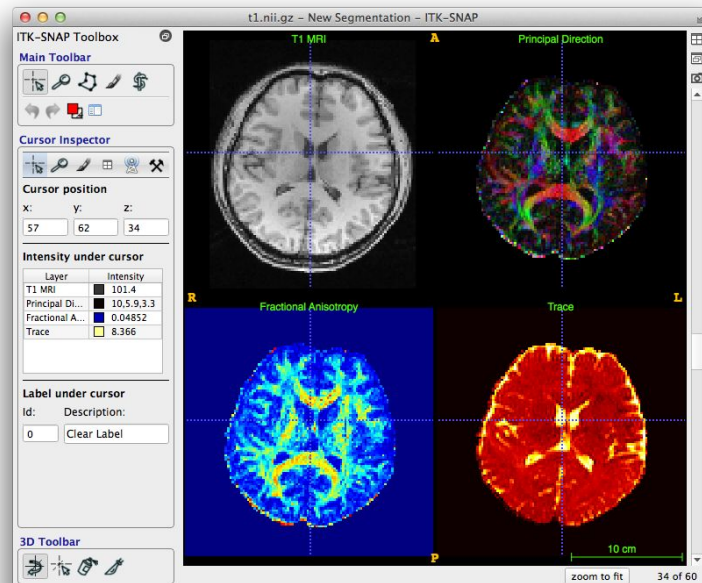 t1.nii.gz - New Segmentation - ITK-SNAP
ITK-SNAP Toolbox
Main Toolbar
Cursor Inspector
Cursor position
x: y: z:
57 62 34
Intensity under cursor
Layer Intensity
T1 MRI 101.4
Principal Di... 10,5.9,3.3
Fractional A... 0.04852
Trace 8.366
Label under cursor
Id: Description:
0 Clear Label
3D Toolbar
T1 MRI
A
Principal Direction
R
L
Fractional Anisotropy
Trace
10 cm
P
zoom to fit
34 of 60